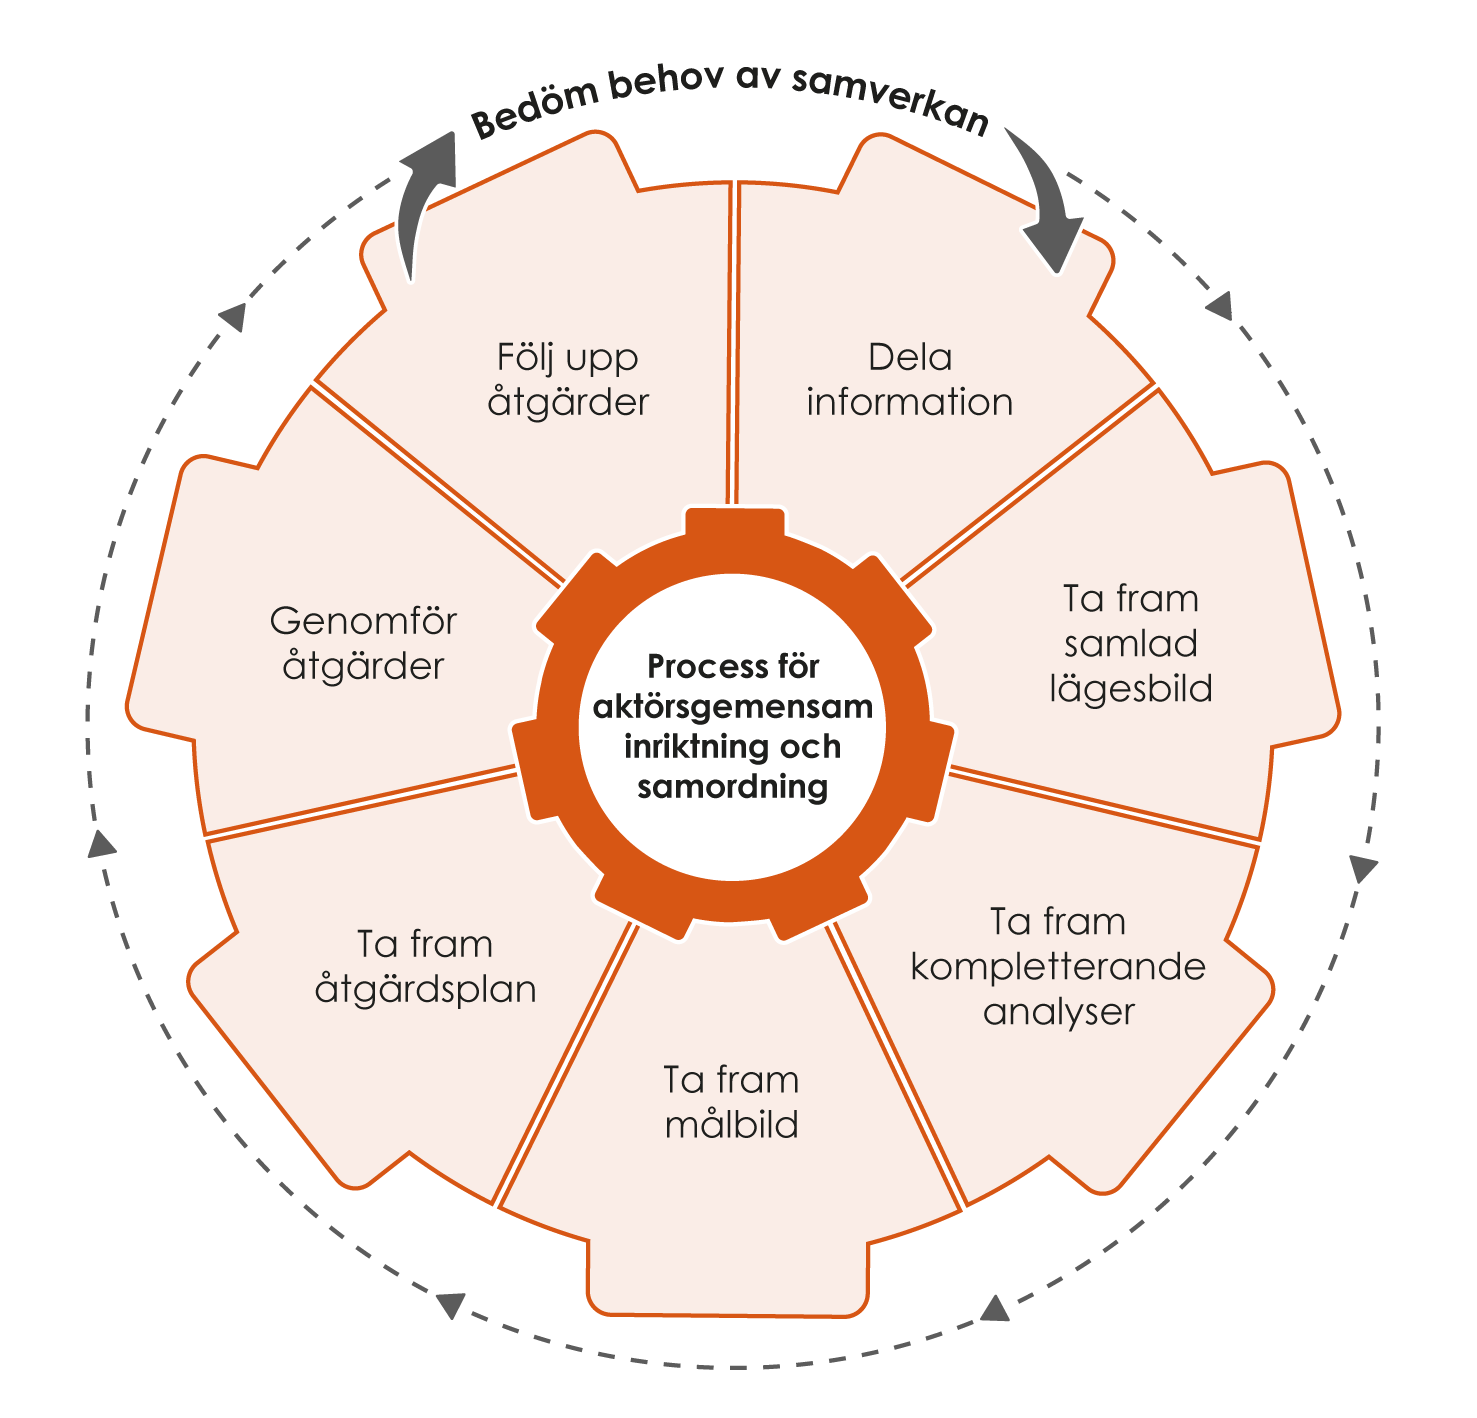 Bedöm behov av samverkan
Dela
information
Ta fram
samlad
lägesbild
Ta fram
kompletterande
analyser
Ta fram
målbild
Ta fram
åtgärdsplan
Genomför
åtgärder
Följ upp
åtgärder
Process för
aktörsgemensam
inriktning och
samordning